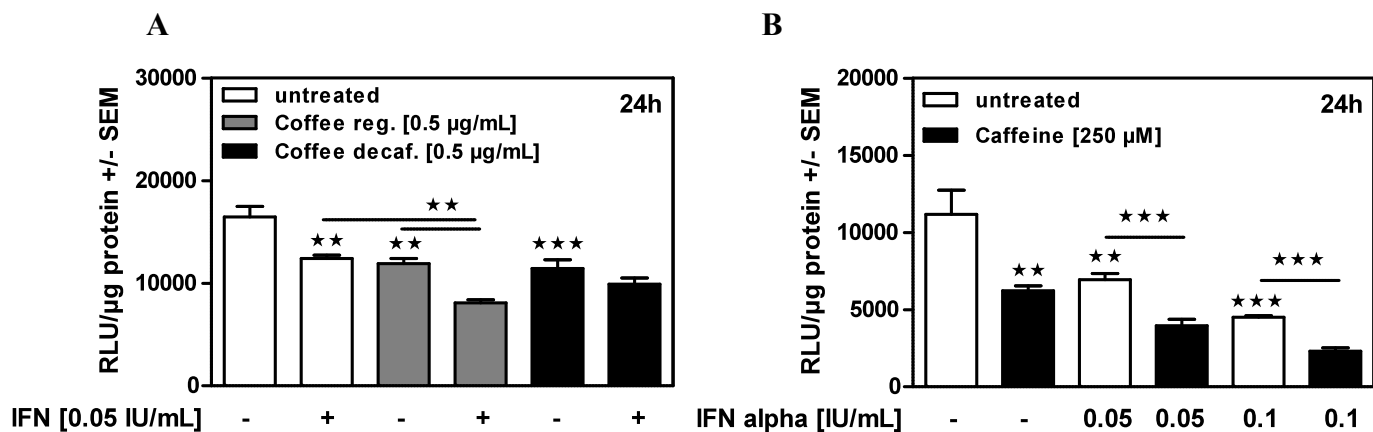 A
RLU/µg protein +/- SEM
30000
20000
10000
0
untreated
Coffee reg. [0.5 µg/mL]
Coffee decaf. [0.5 µg/mL]
24h
★★
★★
★★
★★★
IFN [0.05 IU/mL] - + - + - +
B
RLU/µg protein +/- SEM
20000
15000
10000
5000
0
untreated
Caffeine [250 µM]
24h
★★★
★★
★★
★★★
★★★
IFN alpha [IU/mL] - - 0.05 0.05 0.1 0.1